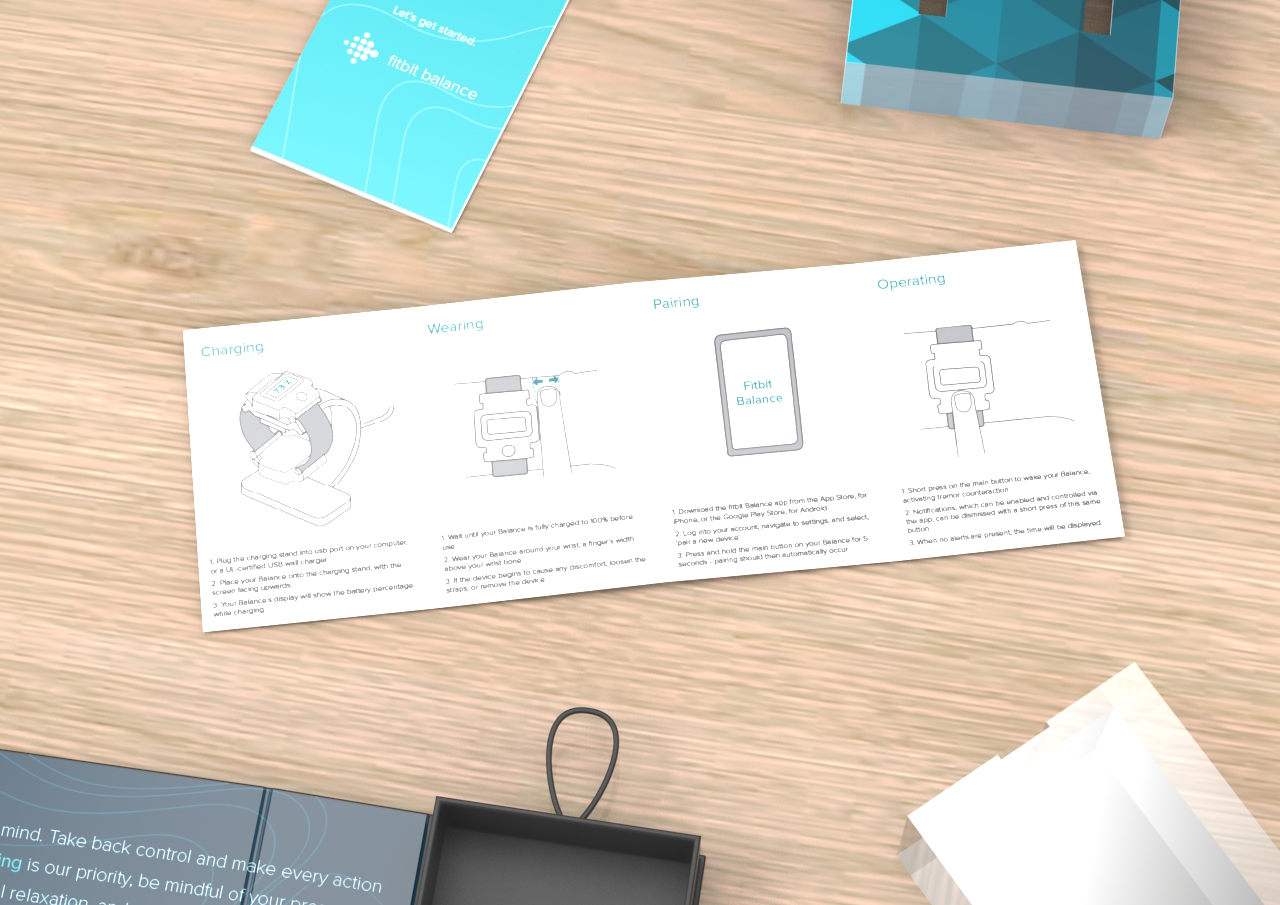 Let's get started.
fitbit balance
Charging
73%
1. Plug the charging stand into usb port on your computer,
or a UL-certified USB wall charger
2. Place your Balance onto the charging stand, with the
screen facing upwards
3. Your Balance's display will show the battery percentage
while charging
Wearing
1. Wait until your Balance is fully charged to 100% before
use
2. Wear your Balance around your wrist, a finger's width
above your wrist bone
3. If the device begins to cause any discomfort, loosen the
straps, or remove the device
Pairing
Fitbit
Balance
1. Download the fitbit Balance app from the App Store, for
iPhone, or the Google Play Store, for Android
2. Log into your account, navigate to settings, and select,
'pair a new device'
3. Press and hold the main button on your Balance for 5
seconds - pairing should then automatically occur
Operating
1. Short press on the main button to wake your Balance,
activating tremor counteraction
2. Notifications, which can be enabled and controlled via
the app, can be dismissed with a short press of this same
button
3. When no alerts are present, the time will be displayed
mind. Take back control and make every action
ing is our priority, be mindful of your
l relaxation, and